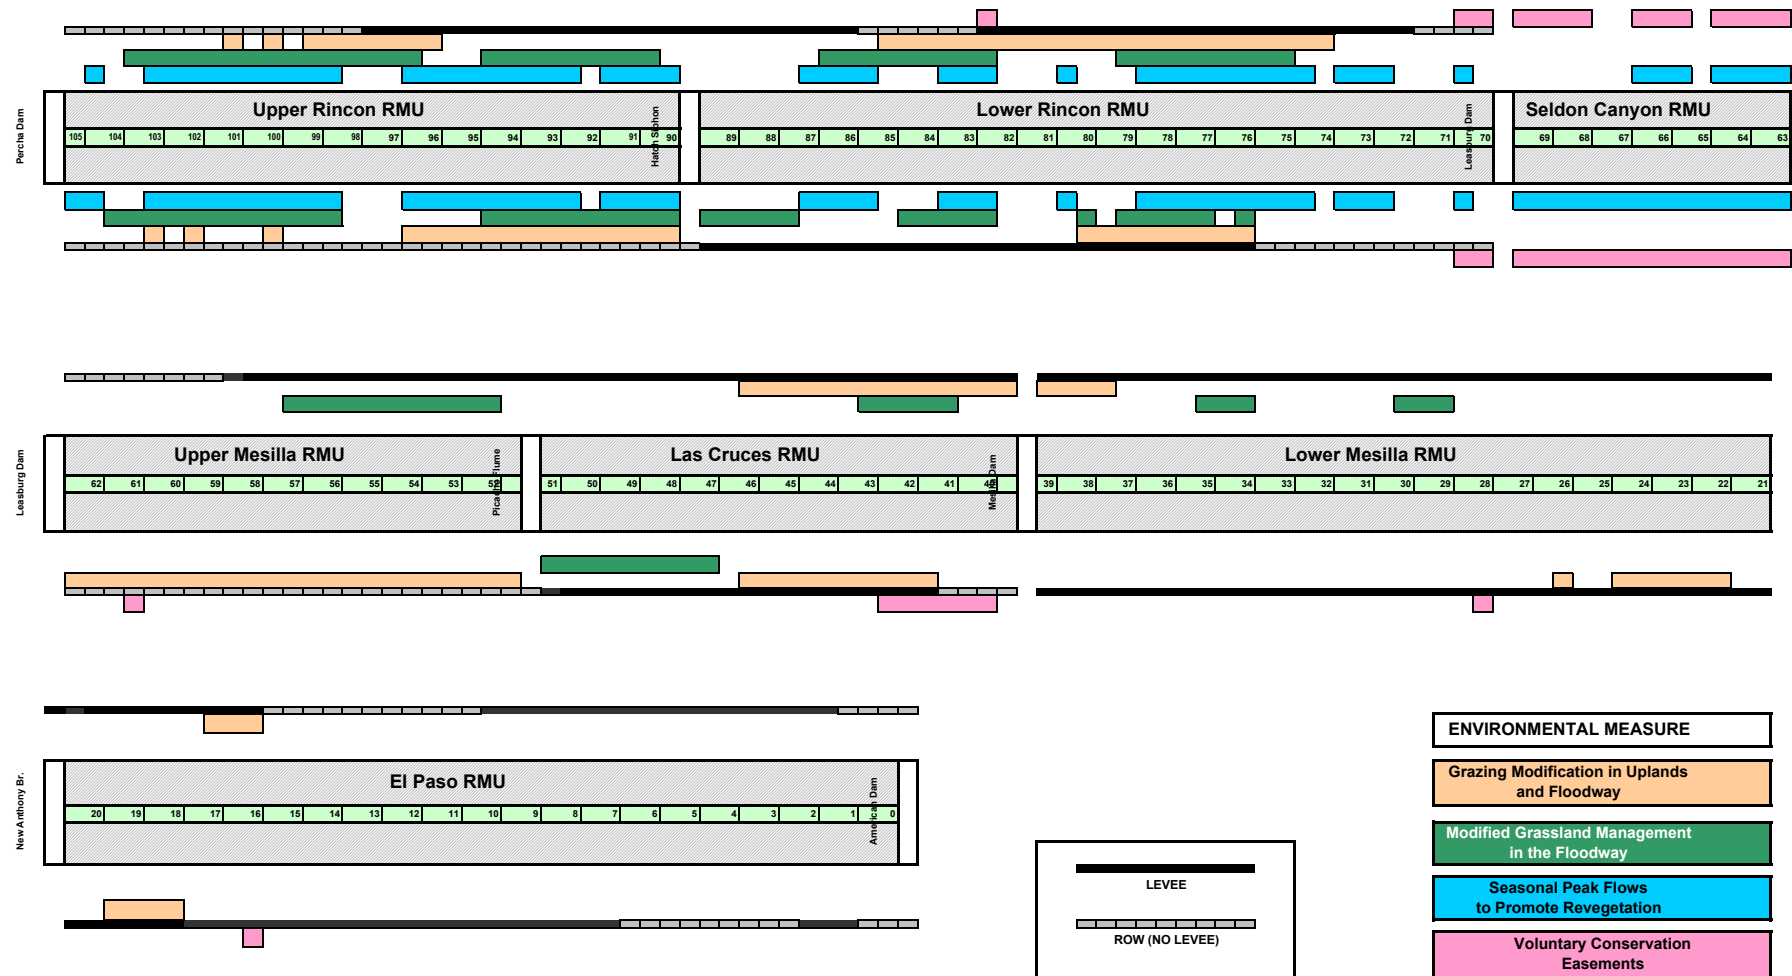 Percha Dam
Upper Rincon RMU
Hatch Siphon
Lower Rincon RMU
Leasburg Dam
Seldon Canyon RMU
105 104 103 102 101 100 99 98 97 96 95 94 93 92 91 90
89 88 87 86 85 84 83 82 81 80 79 78 77 76 75 74 73 72 71 70
69 68 67 66 65 64 63
Leasburg Dam
Upper Mesilla RMU
Picacho Flume
Las Cruces RMU
Mesilla Dam
Lower Mesilla RMU
62 61 60 59 58 57 56 55 54 53 52
51 50 49 48 47 46 45 44 43 42 41 40
39 38 37 36 35 34 33 32 31 30 29 28 27 26 25 24 23 22 21
New Anthony Br.
El Paso RMU
American Dam
20 19 18 17 16 15 14 13 12 11 10 9 8 7 6 5 4 3 2 1 0
LEVEE
ROW (NO LEVEE)
ENVIRONMENTAL MEASURE
Grazing Modification in Uplands
and Floodway
Modified Grassland Management
in the Floodway
Seasonal Peak Flows
to Promote Revegetation
Voluntary Conservation
Easements